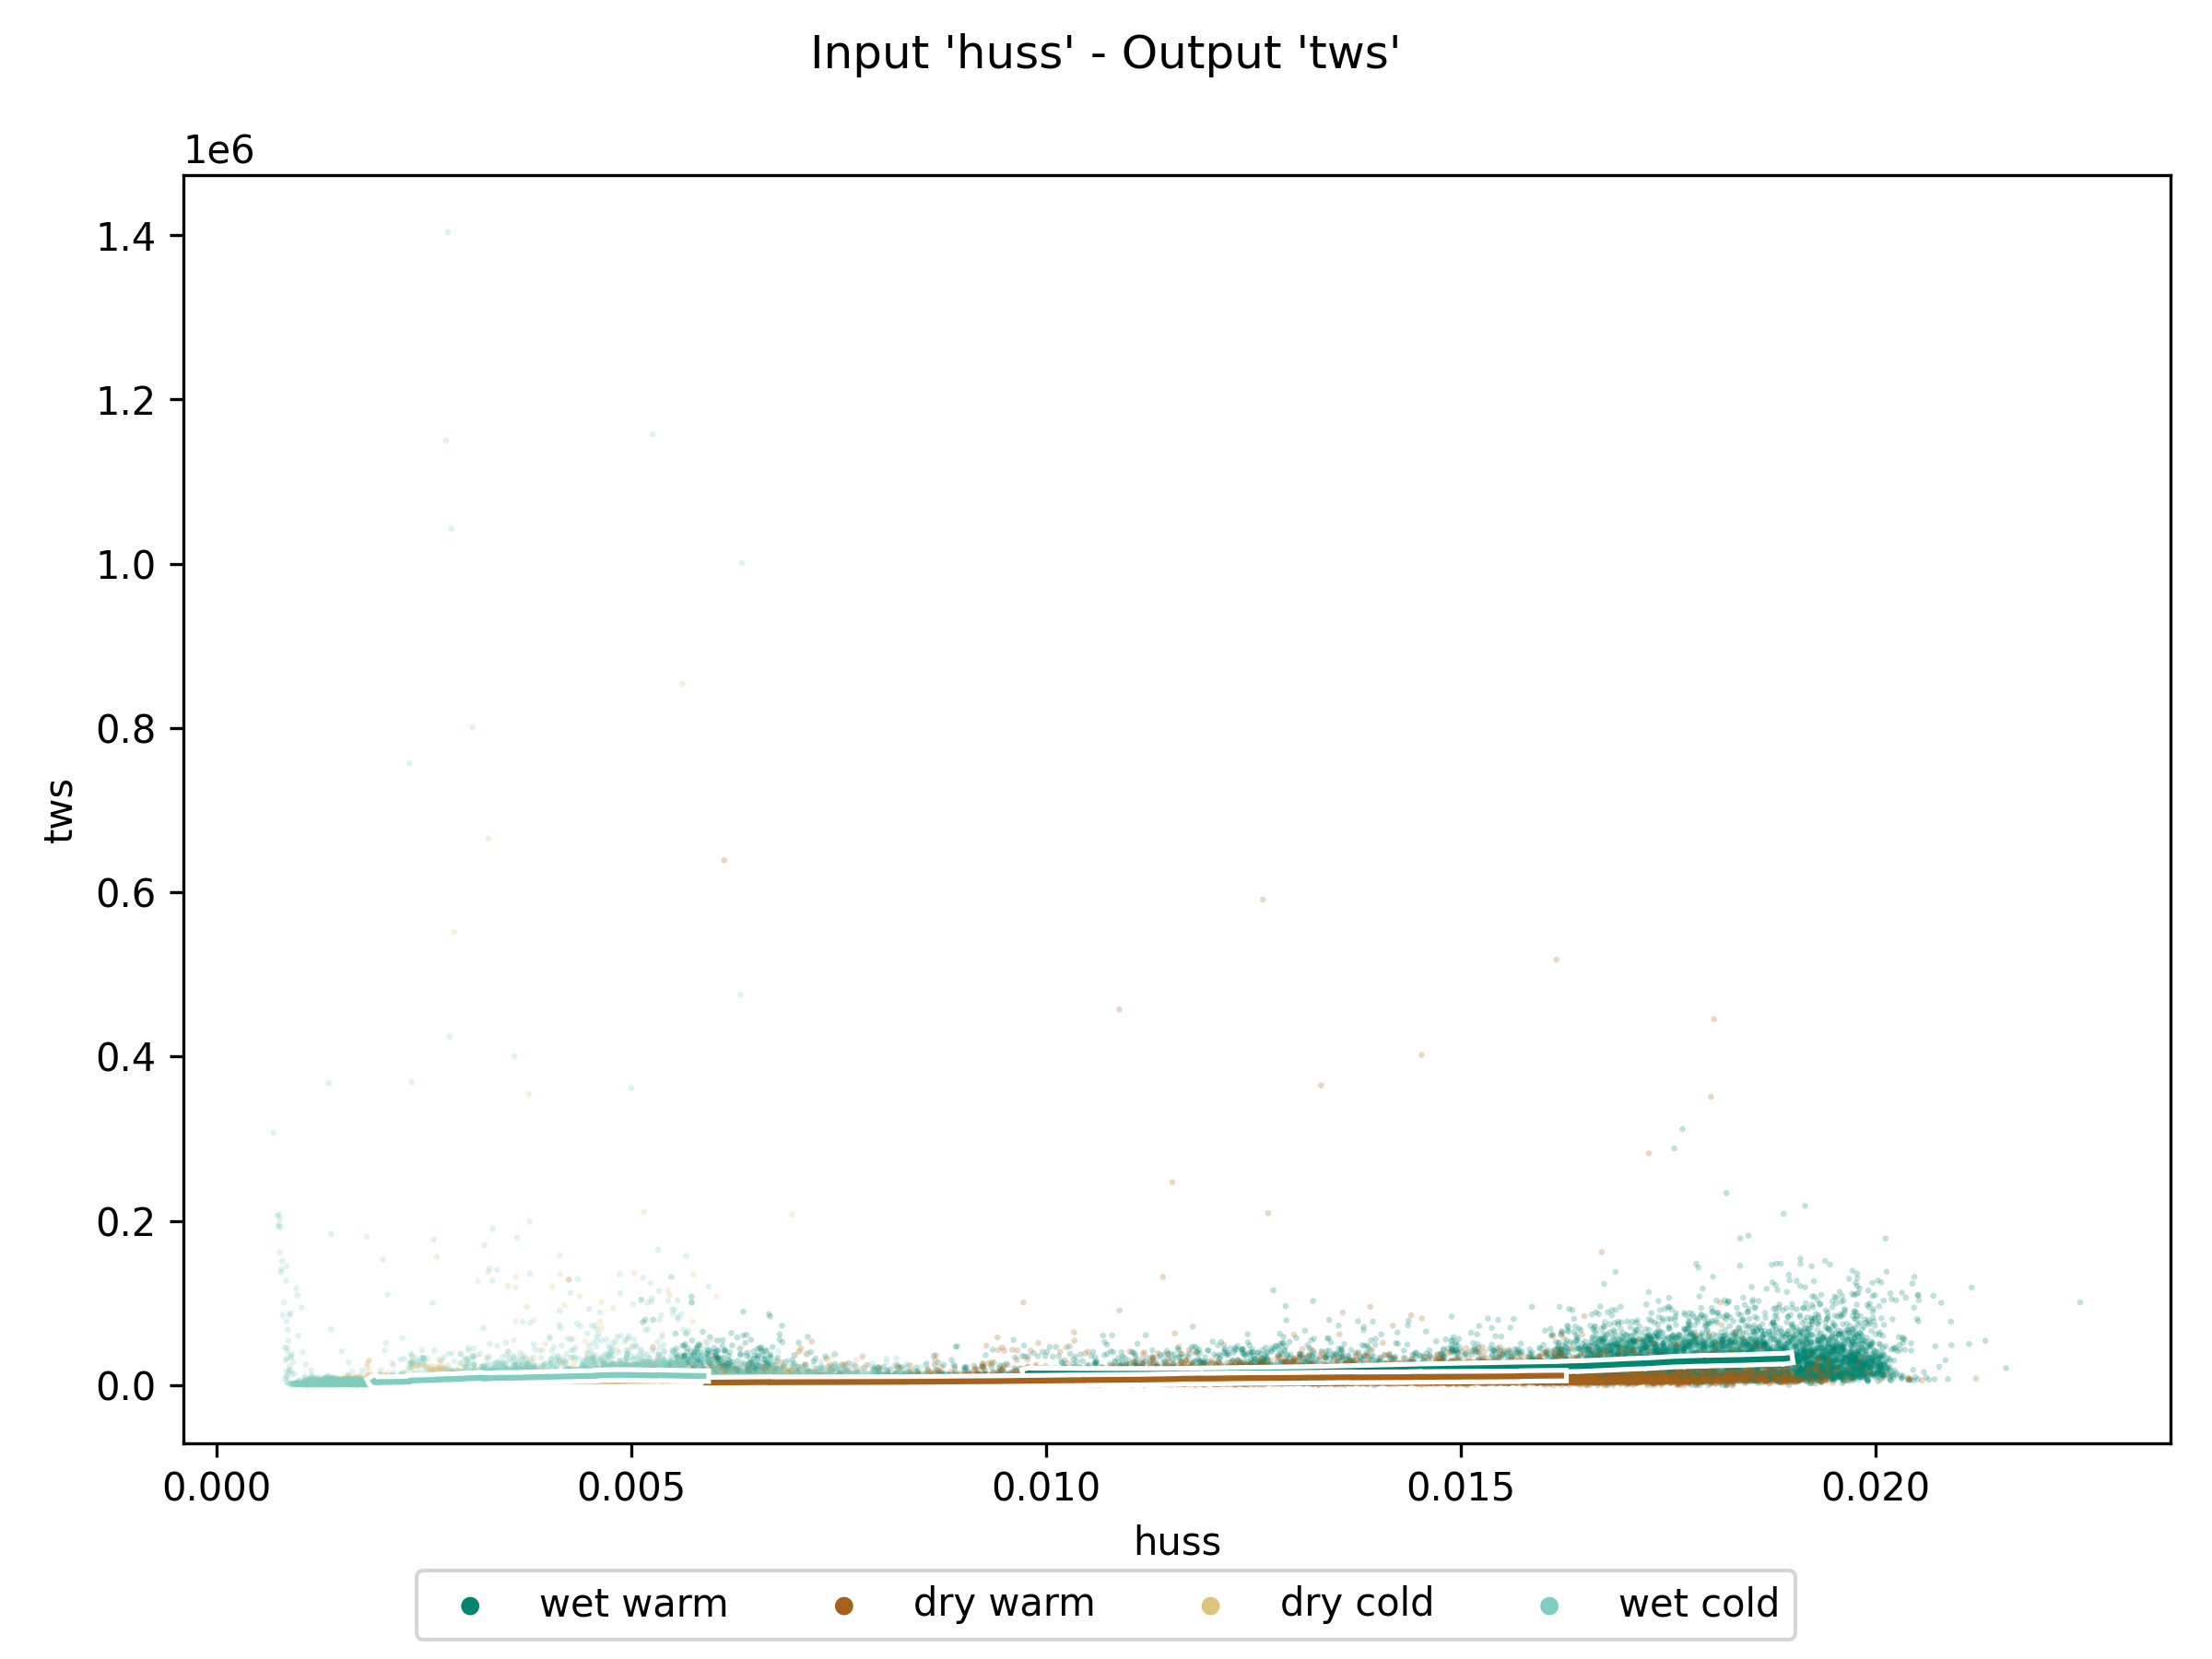 Input 'huss' - Output 'tws'
1e6
1.4
1.2
1.0
0.8
0.6
0.4
0.2
0.0
tws
0.000 0.005 0.010 0.015 0.020
huss
wet warm dry warm dry cold wet cold